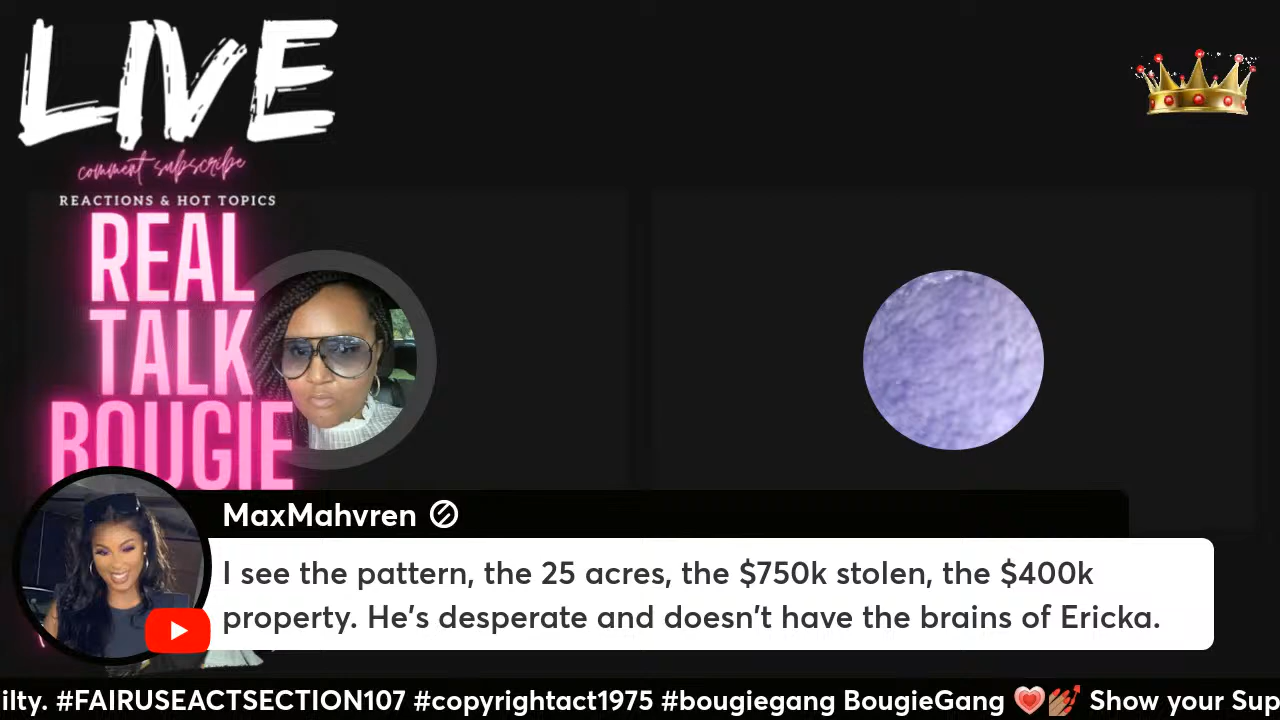 LIVE
comment subscribe
REACTIONS & HOT TOPICS
REAL
TALK
BOUGIE
MaxMahvren
I see the pattern, the 25 acres, the $750k stolen, the $400k
property. He's desperate and doesn't have the brains of Ericka.
ilty. #FAIRUSEACTSECTION107 #copyrightact1975 #bougiegang BougieGang 💗💅🏾 Show your Sup